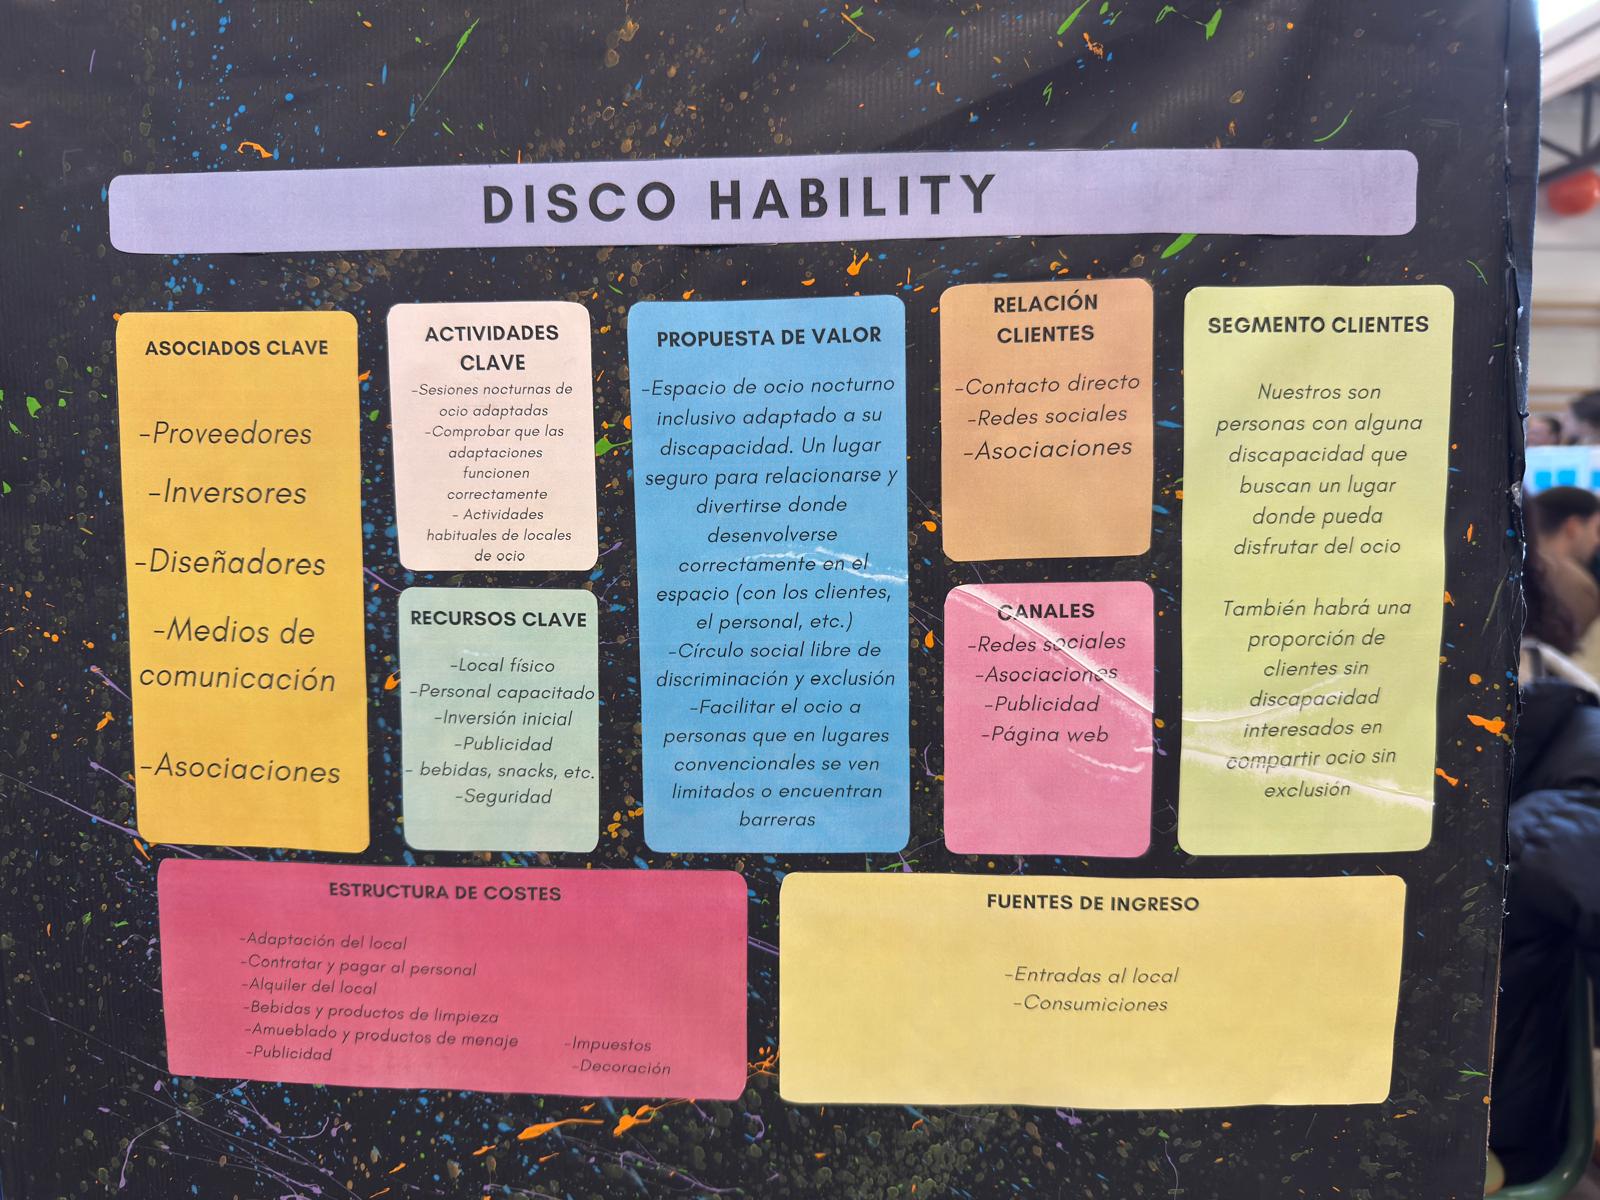 DISCO HABILITY
ASOCIADOS CLAVE
-Proveedores
-Inversores
-Diseñadores
-Medios de
comunicación
-Asociaciones
ACTIVIDADES
CLAVE
-Sesiones nocturnas de
ocio adaptadas
-Comprobar que las
adaptaciones
funcionen
correctamente
- Actividades
habituales de locales
de ocio
RECURSOS CLAVE
-Local físico
-Personal capacitado
-Inversión inicial
-Publicidad
- bebidas, snacks, etc.
-Seguridad
PROPUESTA DE VALOR
-Espacio de ocio nocturno
inclusivo adaptado a su
discapacidad. Un lugar
seguro para relacionarse y
divertirse donde
desenvolverse
correctamente en el
espacio (con los clientes,
el personal, etc.)
-Círculo social libre de
discriminación y exclusión
-Facilitar el ocio a
personas que en lugares
convencionales se ven
limitados o encuentran
barreras
RELACIÓN
CLIENTES
-Contacto directo
-Redes sociales
-Asociaciones
CANALES
-Redes sociales
-Asociaciones
-Publicidad
-Página web
SEGMENTO CLIENTES
Nuestros son
personas con alguna
discapacidad que
buscan un lugar
donde pueda
disfrutar del ocio
También habrá una
proporción de
clientes sin
discapacidad
interesados en
compartir ocio sin
exclusión
ESTRUCTURA DE COSTES
-Adaptación del local
-Contratar y pagar al personal
-Alquiler del local
-Bebidas y productos de limpieza
-Amueblado y productos de menaje
-Publicidad
-Impuestos
-Decoración
FUENTES DE INGRESO
-Entradas al local
-Consumiciones